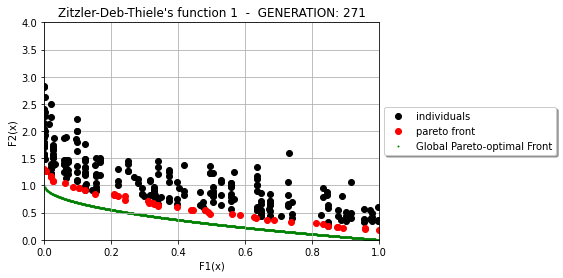 Zitzler-Deb-Thiele's function 1 - GENERATION: 271
4.0
3.5
3.0
2.5
2.0
1.5
1.0
0.5
0.0
F2(x)
0.0 0.2 0.4 0.6 0.8 1.0
F1(x)
individuals
pareto front
Global Pareto-optimal Front